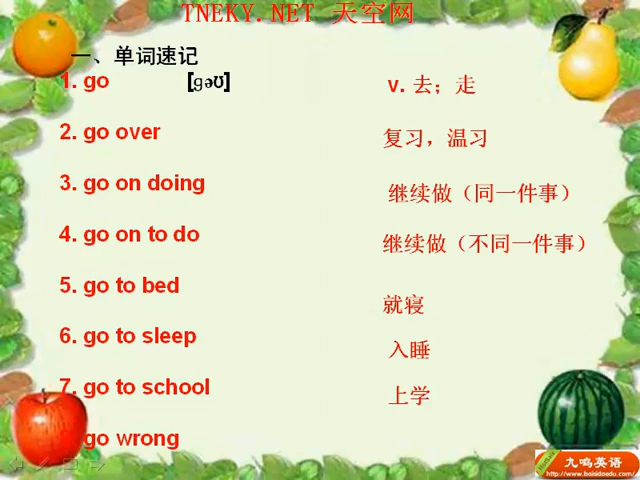 TNEKY.NET 天空网
一、单词速记
1. go [ɡəʊ] v. 去；走
2. go over 复习，温习
3. go on doing 继续做（同一件事）
4. go on to do 继续做（不同一件事）
5. go to bed 就寝
6. go to sleep 入睡
7. go to school 上学
go wrong
九鸣英语